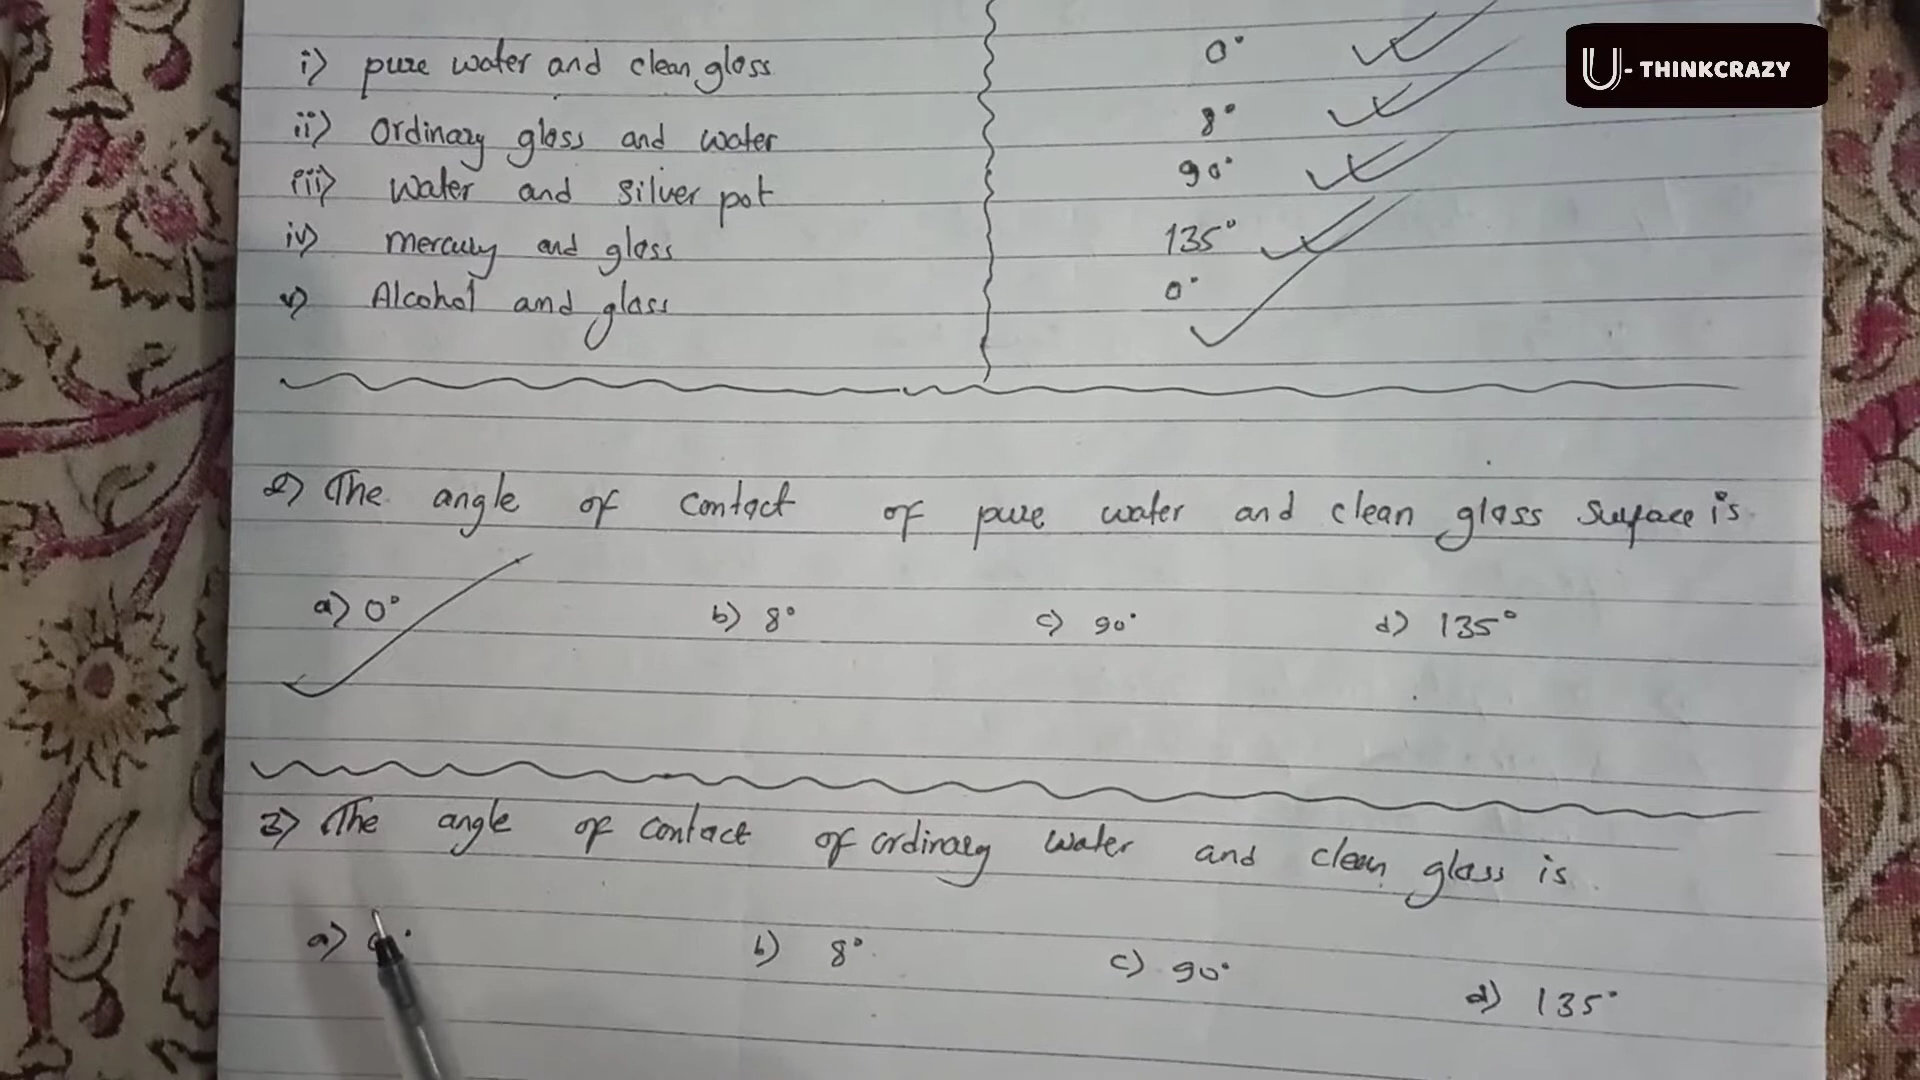 U - THINKCRAZY
i) pure water and clean glass 0°
ii) Ordinary glass and water 8°
iii) Water and silver pot 90°
iv) mercury and glass 135°
v) Alcohol and glass 0°
2) The angle of contact of pure water and clean glass surface is
a) 0° b) 8° c) 90° d) 135°
3) The angle of contact of ordinary water and clean glass is
a) b) 8° c) 90° d) 135°